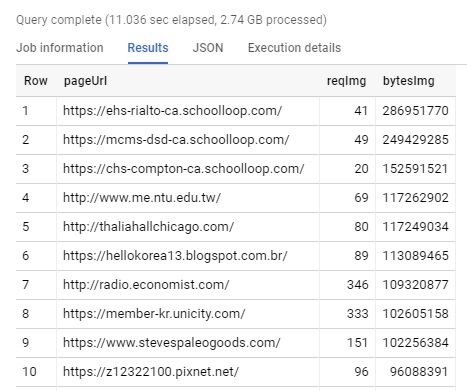 Query complete (11.036 sec elapsed, 2.74 GB processed)
Job information Results JSON Execution details
Row pageUrl reqImg bytesImg
1 https://ehs-rialto-ca.schoolloop.com/ 41 286951770
2 https://mcms-dsd-ca.schoolloop.com/ 49 249429285
3 https://chs-compton-ca.schoolloop.com/ 20 152591521
4 http://www.me.ntu.edu.tw/ 69 117262902
5 http://thaliahallchicago.com/ 80 117249034
6 https://hellokorea13.blogspot.com.br/ 89 113089465
7 http://radio.economist.com/ 346 109320877
8 https://member-kr.unicity.com/ 333 102605158
9 https://www.stevespaleogoods.com/ 151 102256384
10 https://z12322100.pixnet.net/ 96 96088391